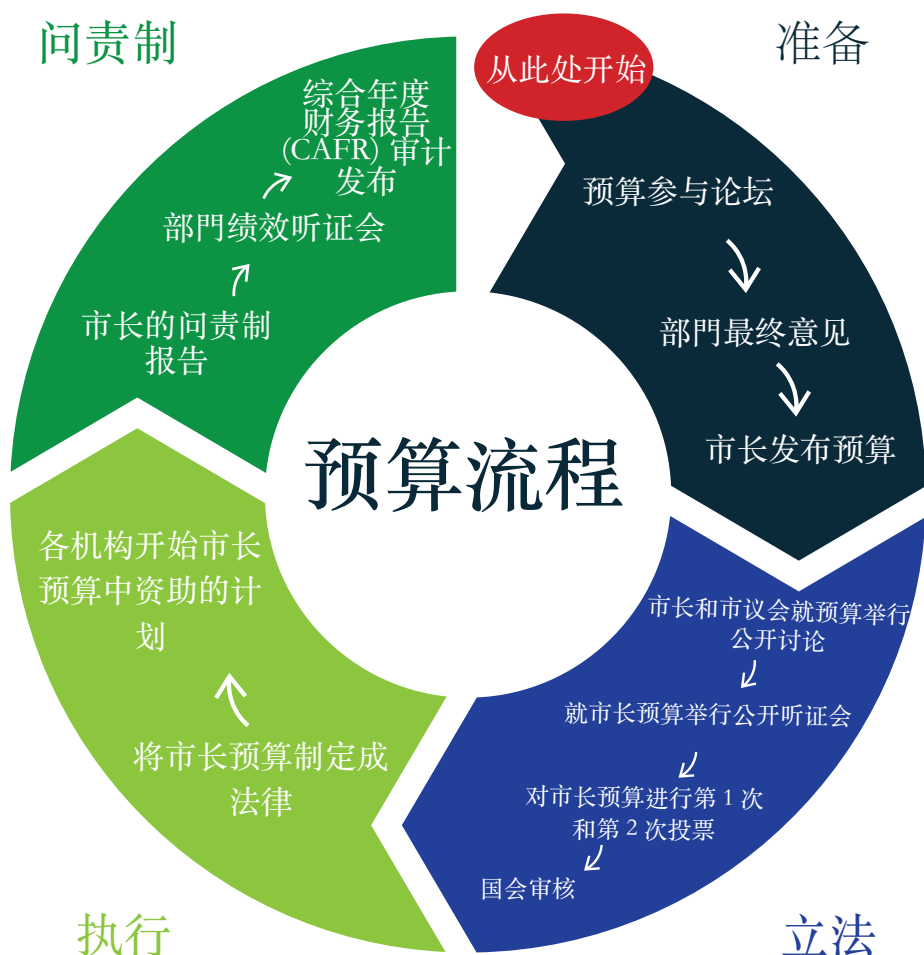 问责制
准备
从此处开始
预算参与论坛
部門最终意见
市长发布预算
市长和市议会就预算举行
公开讨论
就市长预算举行公开听证会
对市长预算进行第 1 次
和第 2 次投票
国会审核
立法
将市长预算制定成
法律
各机构开始市长
预算中资助的计
划
执行
市长的问责制
报告
部門绩效听证会
综合年度
财务报告
(CAFR) 审计
发布
预算流程